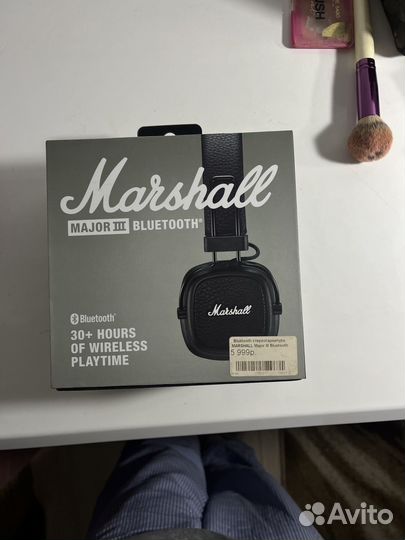 Marshall
MAJOR III BLUETOOTH®
Bluetooth®
30+ HOURS
OF WIRELESS
PLAYTIME
Marshall
Bluetooth стереогарнитура
MARSHALL Major III Bluetooth
5 999р.
Avito